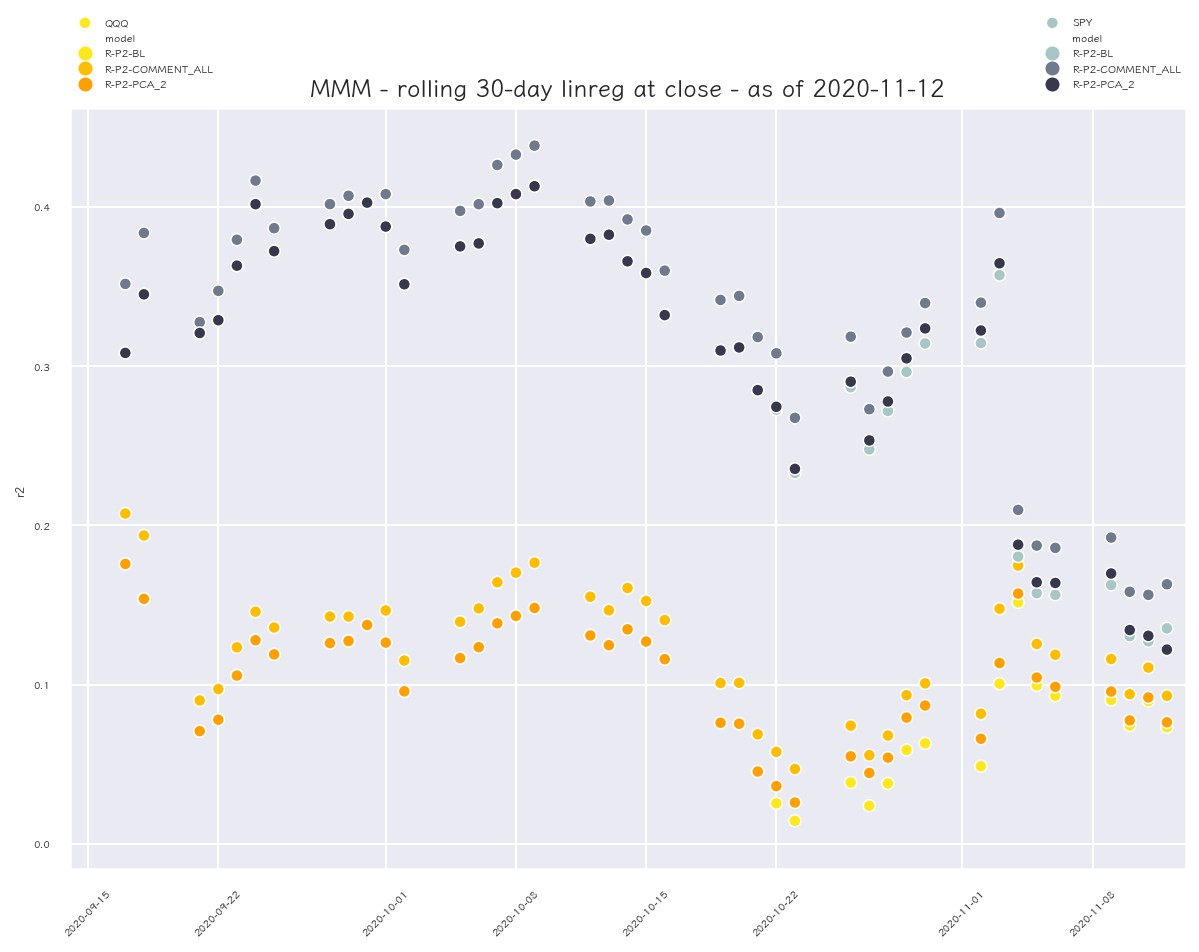 QQQ
model
R-P2-BL
R-P2-COMMENT_ALL
R-P2-PCA_2
SPY
model
R-P2-BL
R-P2-COMMENT_ALL
R-P2-PCA_2
MMM - rolling 30-day linreg at close - as of 2020-11-12
r2
0.4
0.3
0.2
0.1
0.0
2020-09-15
2020-09-22
2020-10-01
2020-10-08
2020-10-15
2020-10-22
2020-11-01
2020-11-08